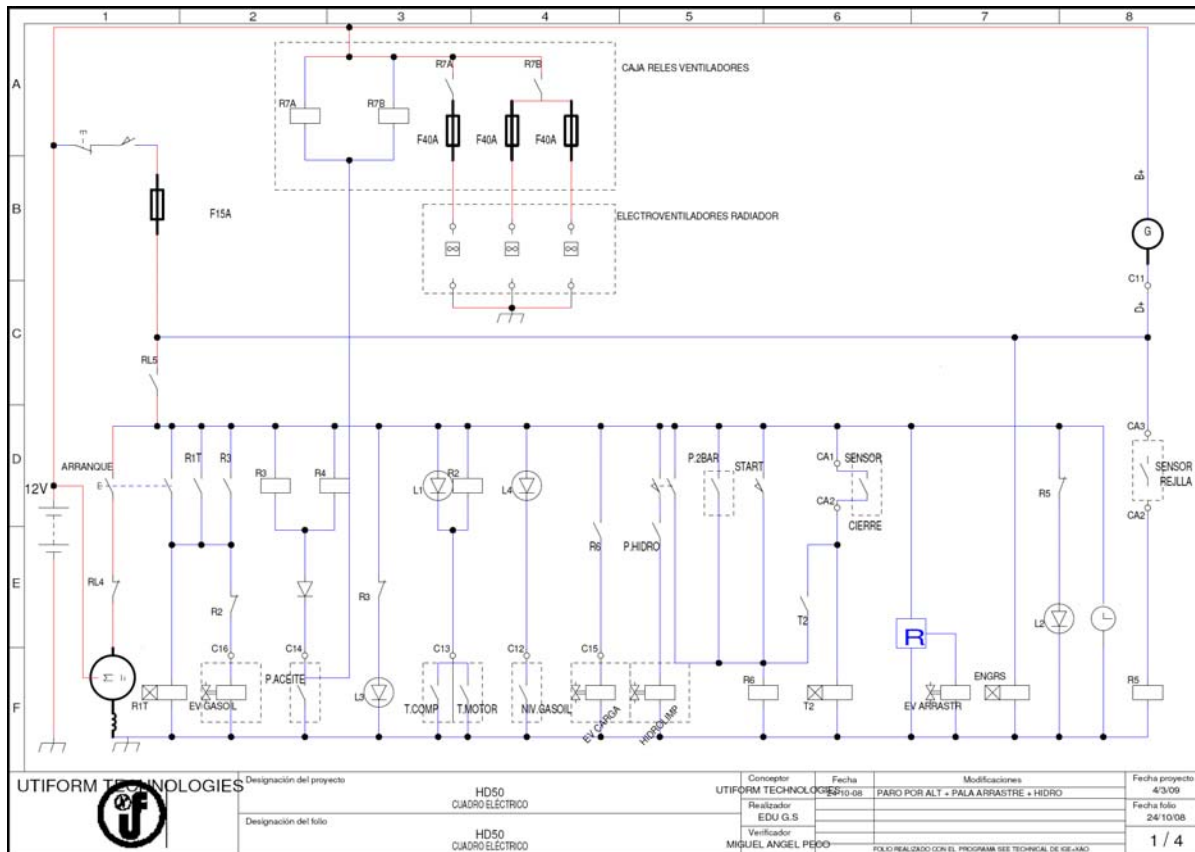 1 2 3 4 5 6 7 8
A
B
C
D
E
F
R7A
R7B
R7A
R7B
CAJA RELES VENTILADORES
F40A
F40A
F40A
F15A
ELECTROVENTILADORES RADIADOR
B+
G
C11
D+
RL5
ARRANQUE
E
R1T
R3
R3
R4
L1
R2
L4
P.2BAR
START
CA1
SENSOR
CA2
CIERRE
R5
CA3
SENSOR
REJLLA
CA2
12V
RL4
R2
R3
R6
P.HIDRO
T2
R
L2
C16
C14
C13
C12
C15
R1T
EV.GASOIL
P.ACEITE
L3
T.COMP
T.MOTOR
NIV.GASOIL
EV.CARGA
HIDROLIMP
R6
T2
EV ARRASTR
ENGRS
R5
UTIFORM TECHNOLOGIES
Designación del proyecto
HD50
CUADRO ELÉCTRICO
Designación del folio
HD50
CUADRO ELÉCTRICO
Conceptor
UTIFORM TECHNOLOGIES
Realizador
EDU G.S
Verificador
MIGUEL ANGEL PECO
Fecha
24-10-08
Modificaciones
PARO POR ALT + PALA ARRASTRE + HIDRO
FOLIO REALIZADO CON EL PROGRAMA SEE TECHNICAL DE IGE+XAO
Fecha proyecto
4/3/09
Fecha folio
24/10/08
1 / 4